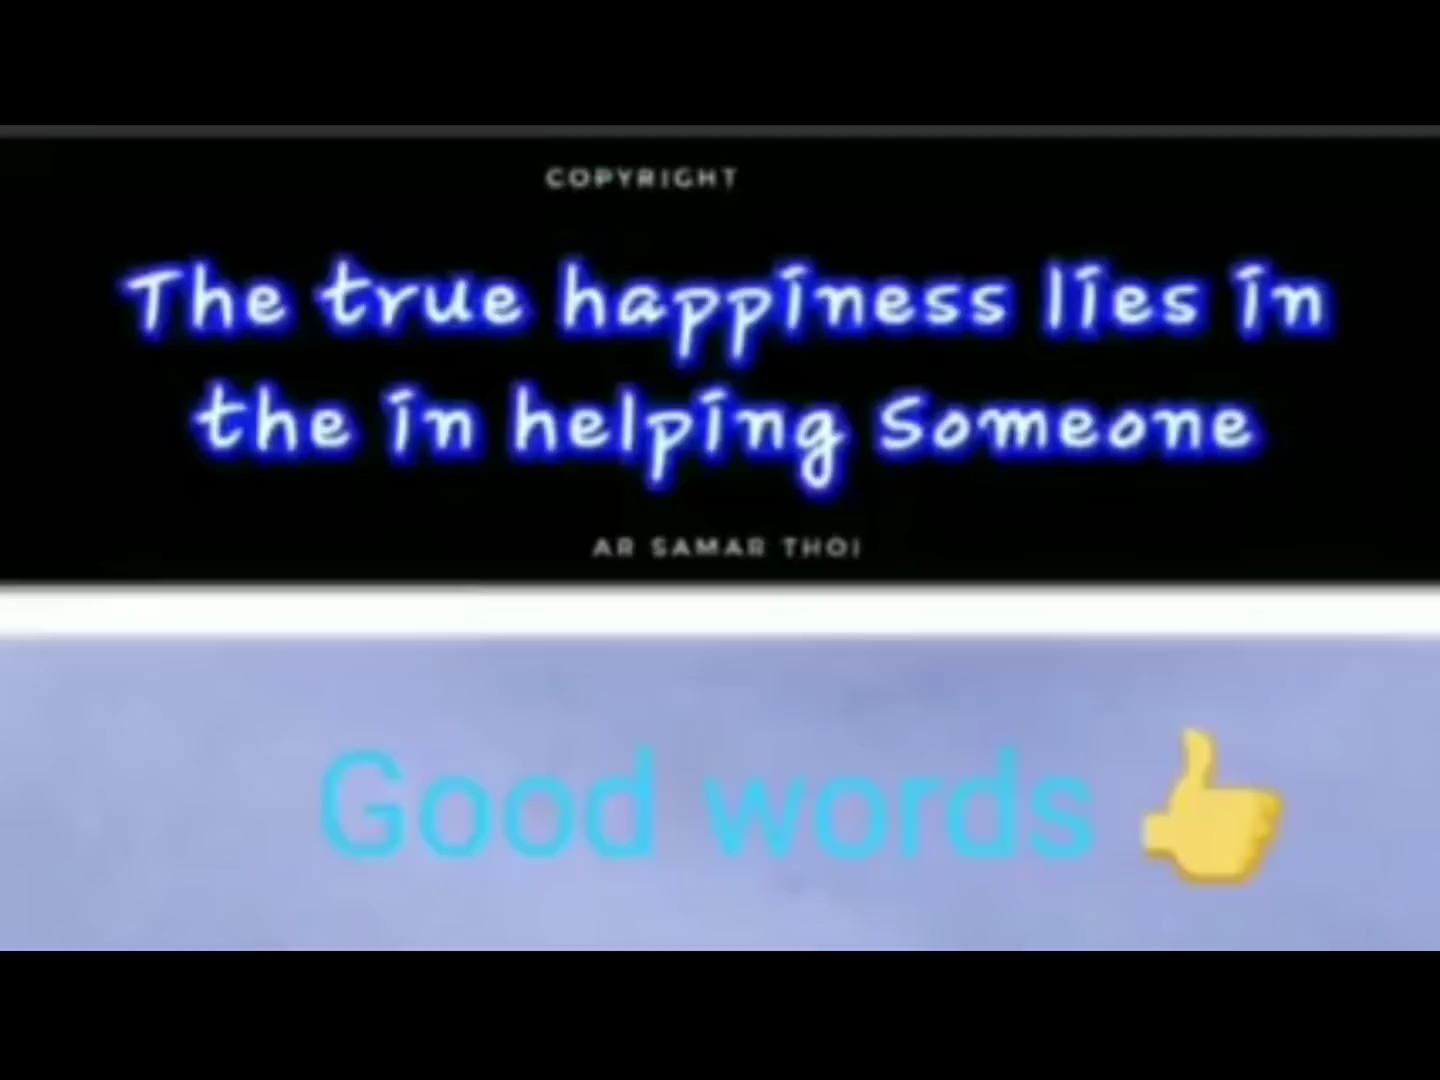 COPYRIGHT
The true happiness lies in
the in helping Someone
AR SAMAR THOI
Good words 👍